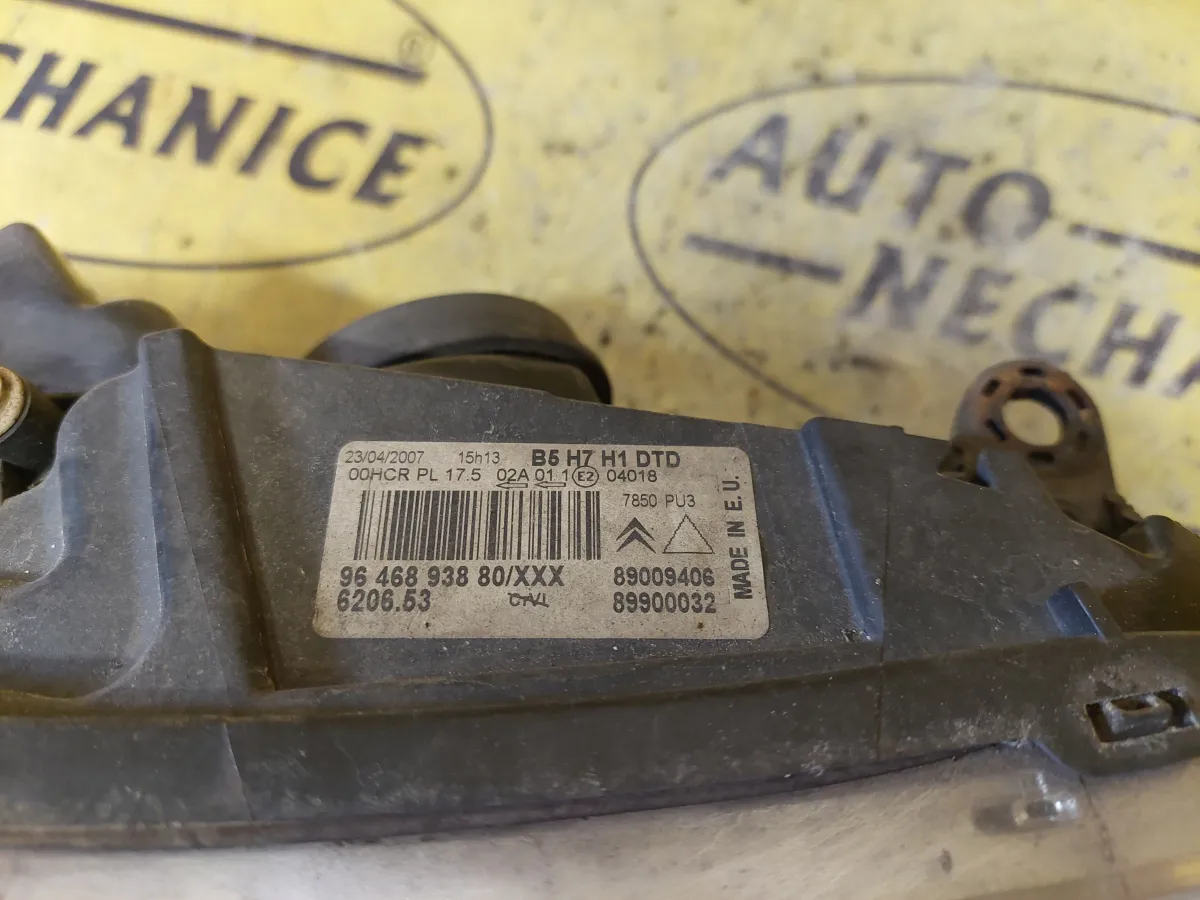 CHANICE
AUTO
NECHA
23/04/2007 15h13 B5 H7 H1 DTD
00HCR PL 17.5 02A 01 1 E2 04018
7850 PU3
96 468 938 80/XXX 89009406
6206.53 89900032
MADE IN E.U.